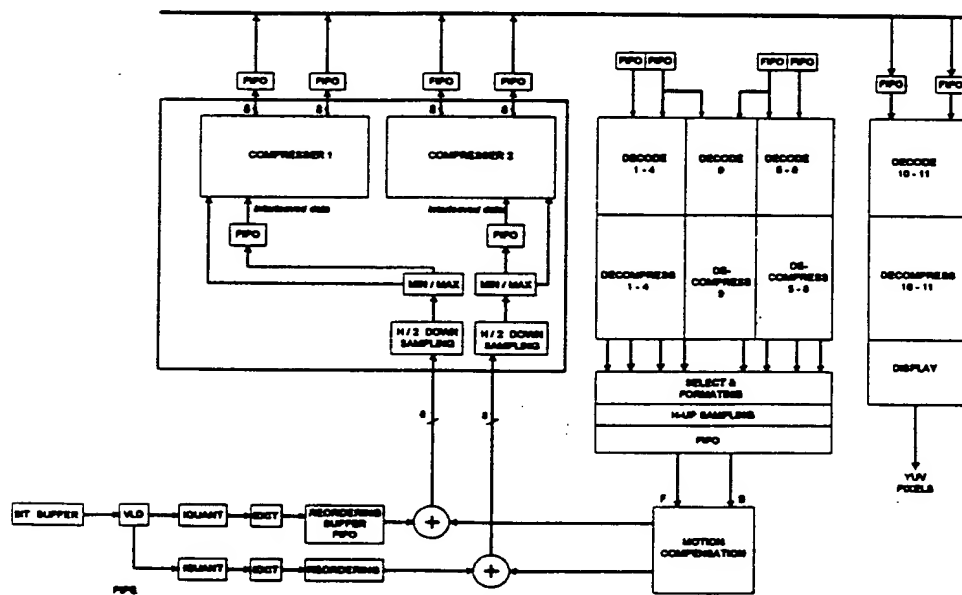 FIFO FIFO FIFO FIFO FIFO FIFO FIFO FIFO FIFO FIFO
8 8 8 8
COMPRESSER 1
COMPRESSER 2
Interleaved data
Interleaved data
FIFO
FIFO
MIN / MAX
MIN / MAX
H / 2 DOWN
SAMPLING
H / 2 DOWN
SAMPLING
DECODE
1 - 4
DECODE
9
DECODE
5 - 8
DECODE
10 - 11
DECOMPRESS
1 - 4
DE-
COMPRESS
9
DE-
COMPRESS
5 - 8
DECOMPRESS
10 - 11
DISPLAY
SELECT &
FORMATING
H-UP SAMPLING
FIFO
8
8
F
B
YUV
PIXELS
BIT BUFFER
VLD
IQUANT
IDCT
REORDERING
BUFFER
FIFO
+
MOTION
COMPENSATION
IQUANT
IDCT
REORDERING
+
PIPE